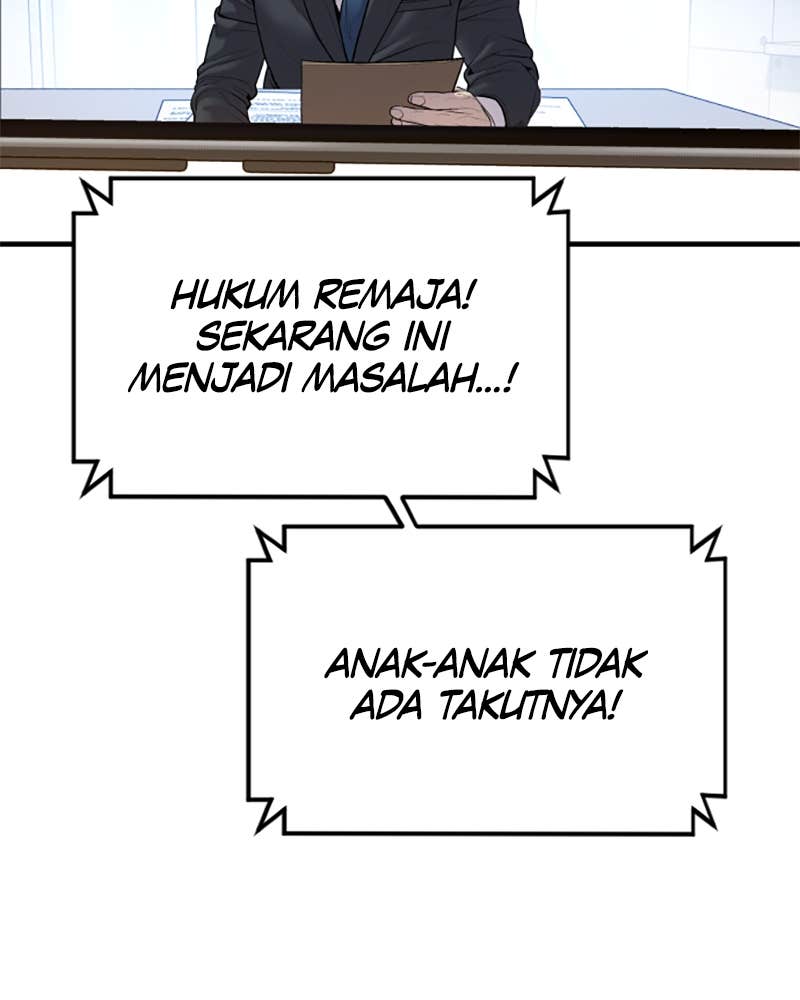 HUKUM REMAJA!
SEKARANG INI
MENJADI MASALAH...!
ANAK-ANAK TIDAK
ADA TAKUTNYA!